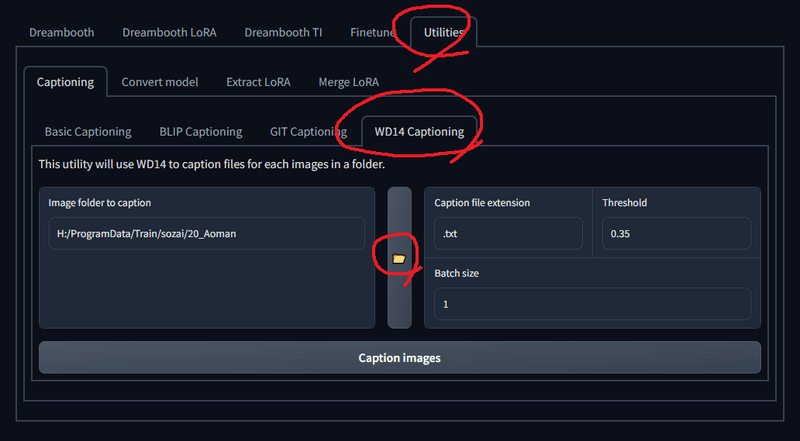 Dreambooth Dreambooth LoRA Dreambooth TI Finetune Utilities
Captioning Convert model Extract LoRA Merge LoRA
Basic Captioning BLIP Captioning GIT Captioning WD14 Captioning
This utility will use WD14 to caption files for each images in a folder.
Image folder to caption
H:/ProgramData/Train/sozai/20_Aoman
Caption file extension
.txt
Threshold
0.35
Batch size
1
Caption images